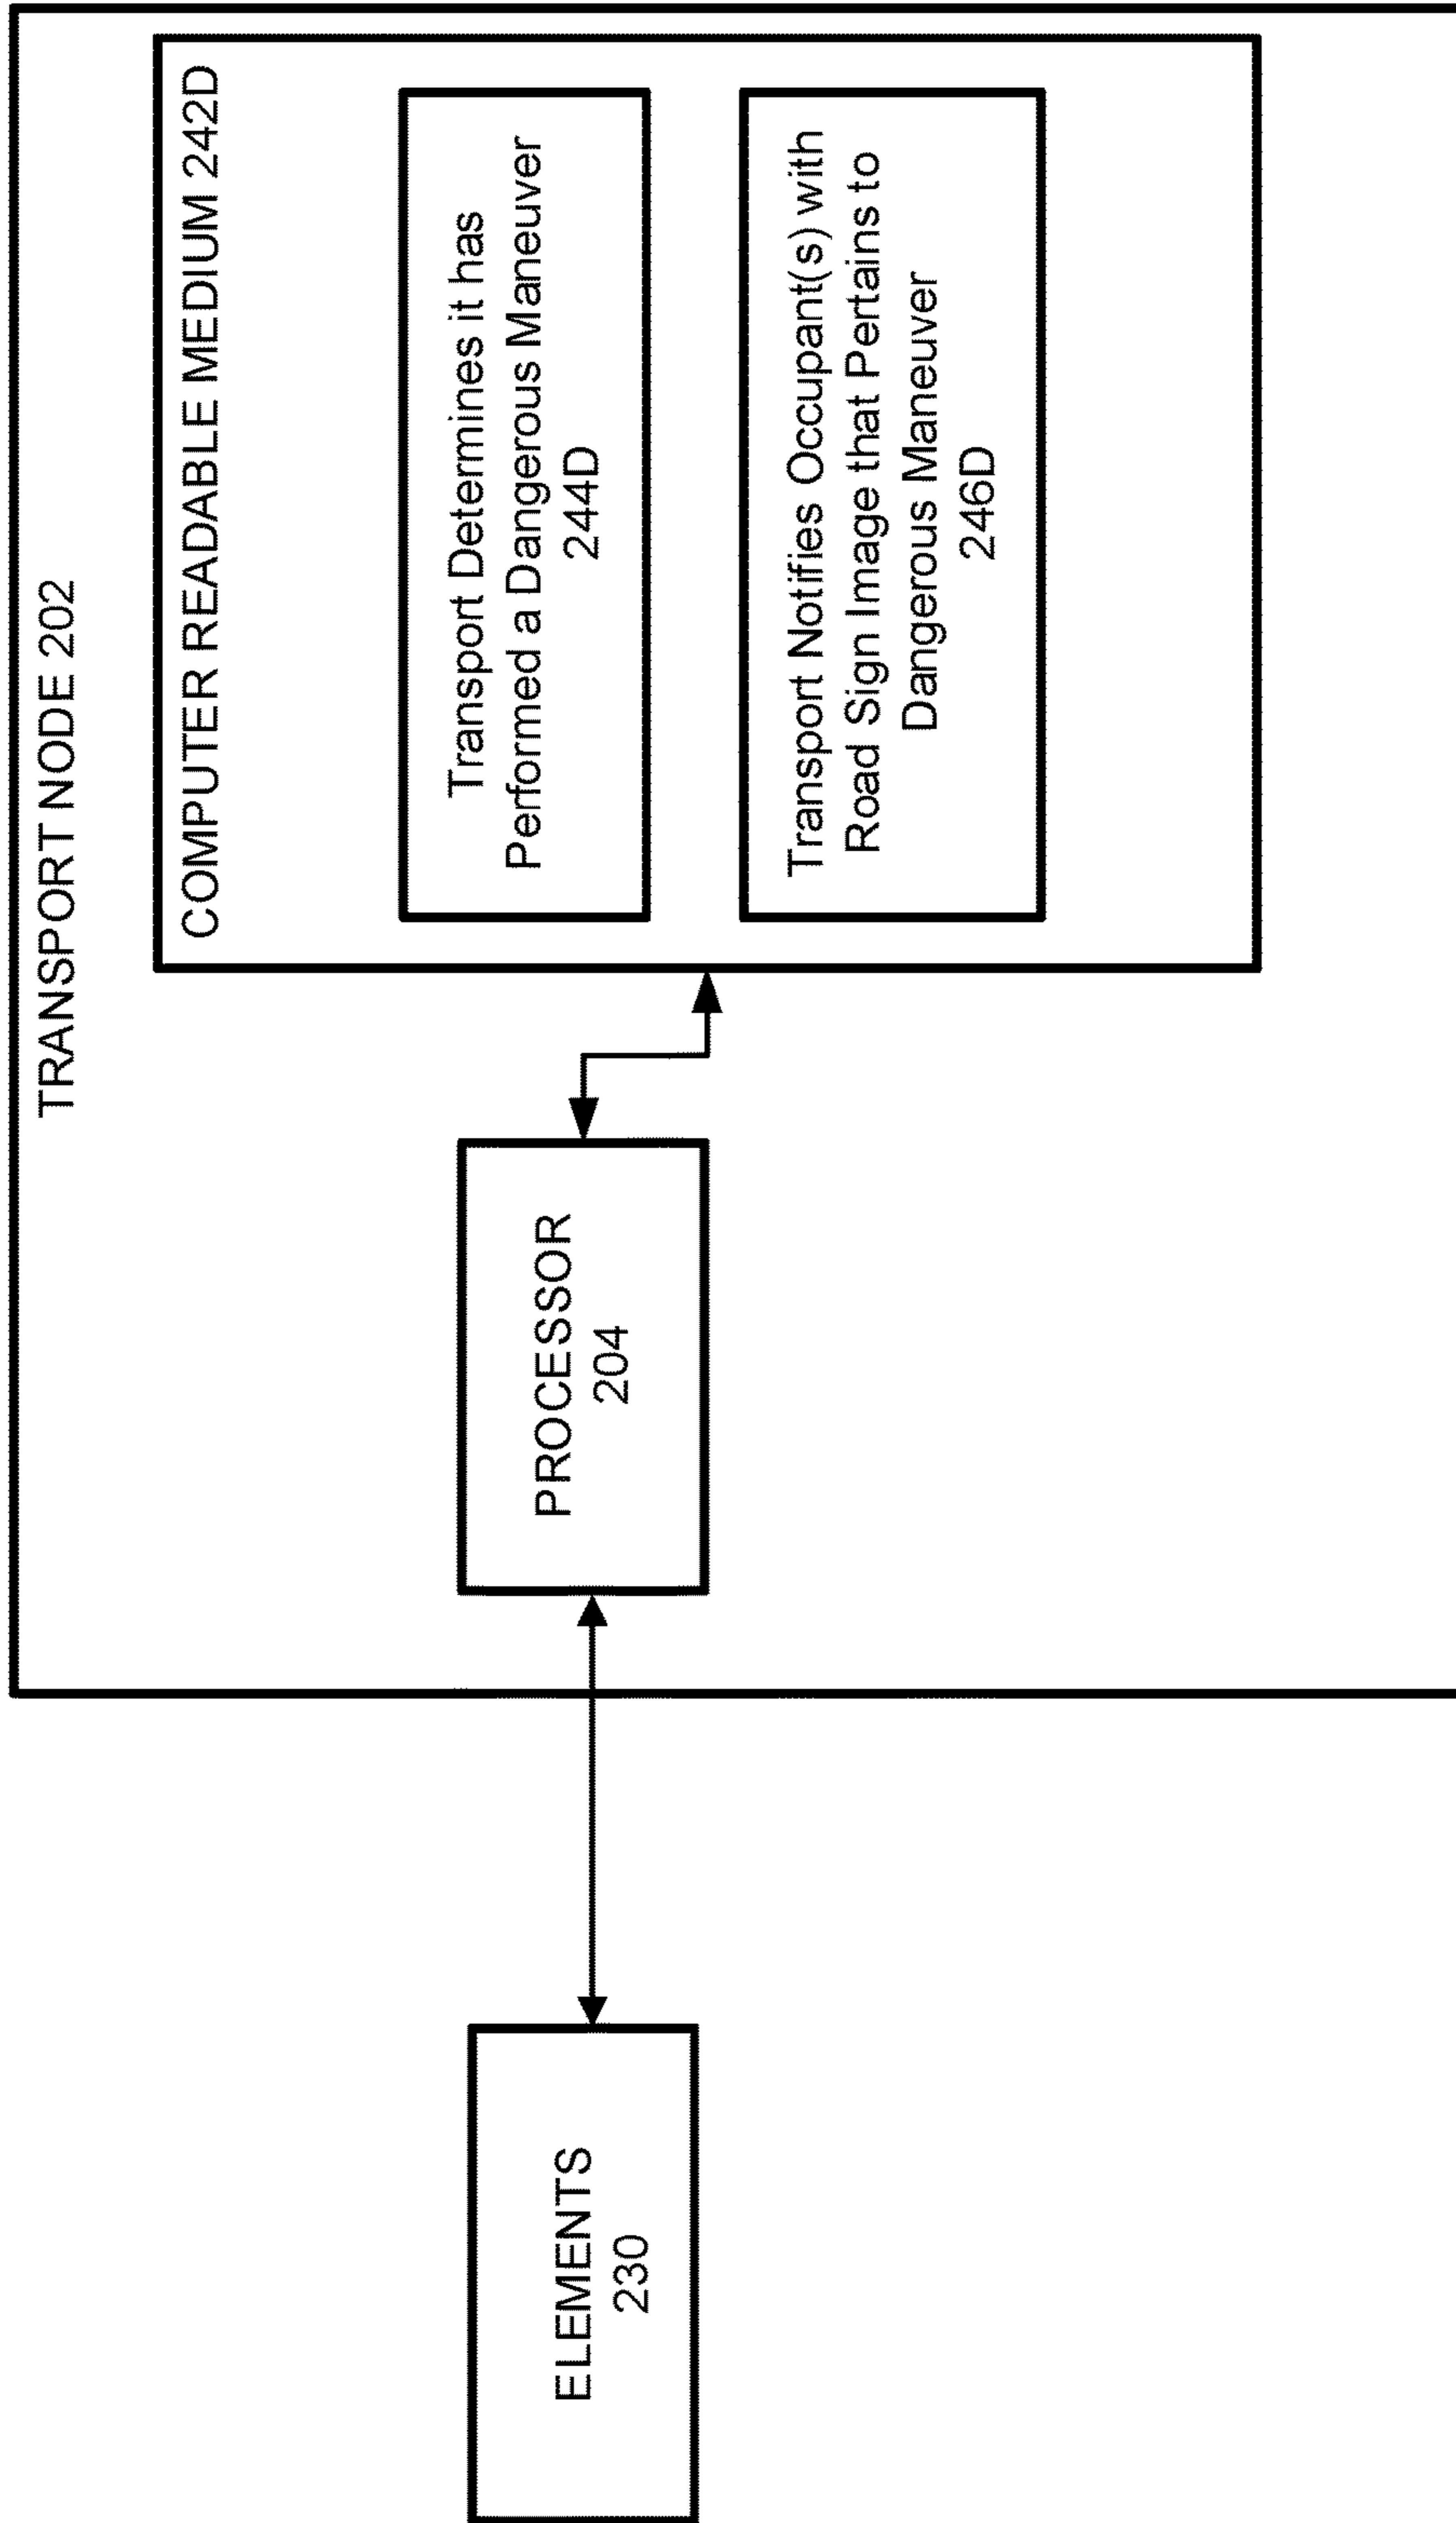 TRANSPORT NODE 202
COMPUTER READABLE MEDIUM 242D
Transport Determines it has
Performed a Dangerous Maneuver
244D
Transport Notifies Occupant(s) with
Road Sign Image that Pertains to
Dangerous Maneuver
246D
PROCESSOR
204
ELEMENTS
230